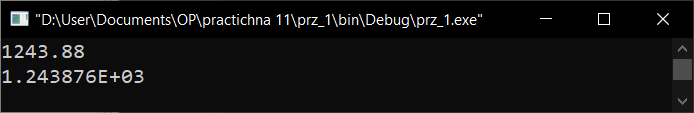 "D:\User\Documents\OP\practichna 11\prz_1\bin\Debug\prz_1.exe"
1243.88
1.243876E+03